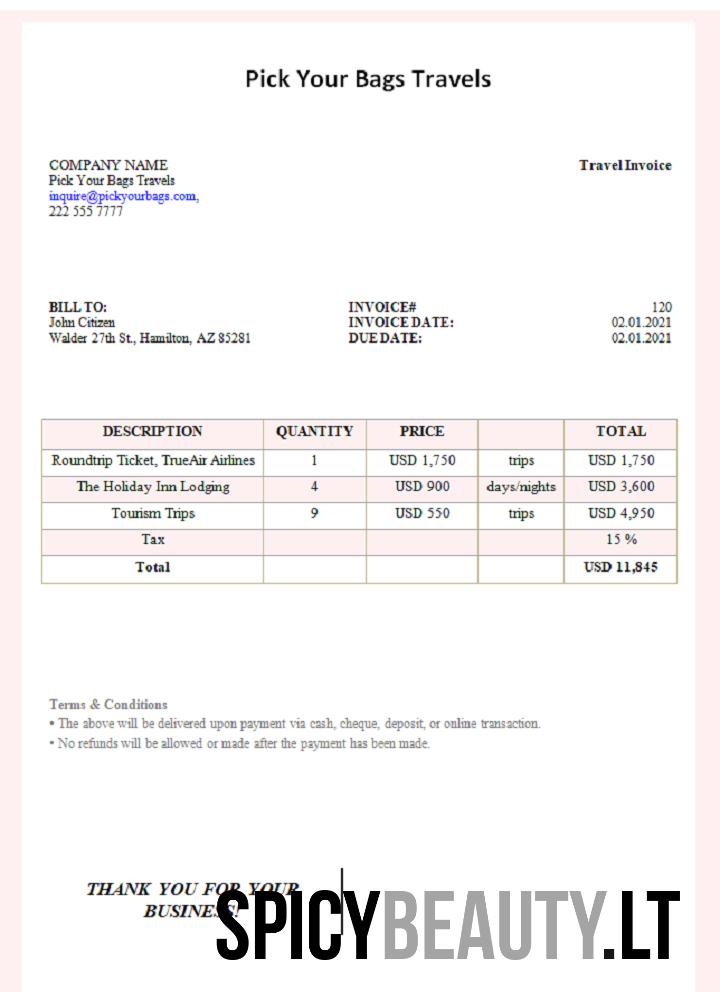 Pick Your Bags Travels
COMPANY NAME
Travel Invoice
Pick Your Bags Travels
inquire@pickyourbags.com,
222 555 7777
BILL TO:
John Citizen
Walder 27th St., Hamilton, AZ 85281
INVOICE# 120
INVOICE DATE: 02.01.2021
DUE DATE: 02.01.2021
DESCRIPTION QUANTITY PRICE TOTAL
Roundtrip Ticket, TrueAir Airlines 1 USD 1,750 trips USD 1,750
The Holiday Inn Lodging 4 USD 900 days/nights USD 3,600
Tourism Trips 9 USD 550 trips USD 4,950
Tax 15 %
Total USD 11,845
Terms & Conditions
• The above will be delivered upon payment via cash, cheque, deposit, or online transaction.
• No refunds will be allowed or made after the payment has been made.
THANK YOU FOR YOUR
BUSINESS!
SPICYBEAUTY.LT